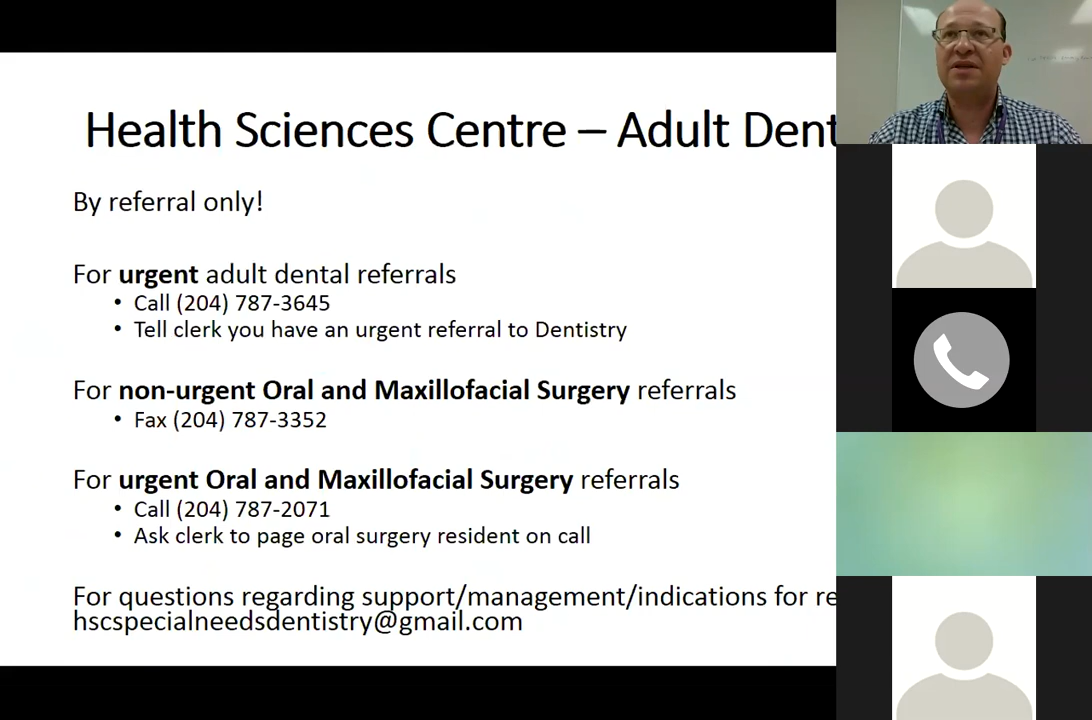 Health Sciences Centre – Adult Dent
By referral only!
For urgent adult dental referrals
• Call (204) 787-3645
• Tell clerk you have an urgent referral to Dentistry
For non-urgent Oral and Maxillofacial Surgery referrals
• Fax (204) 787-3352
For urgent Oral and Maxillofacial Surgery referrals
• Call (204) 787-2071
• Ask clerk to page oral surgery resident on call
For questions regarding support/management/indications for re
hscspecialneedsdentistry@gmail.com